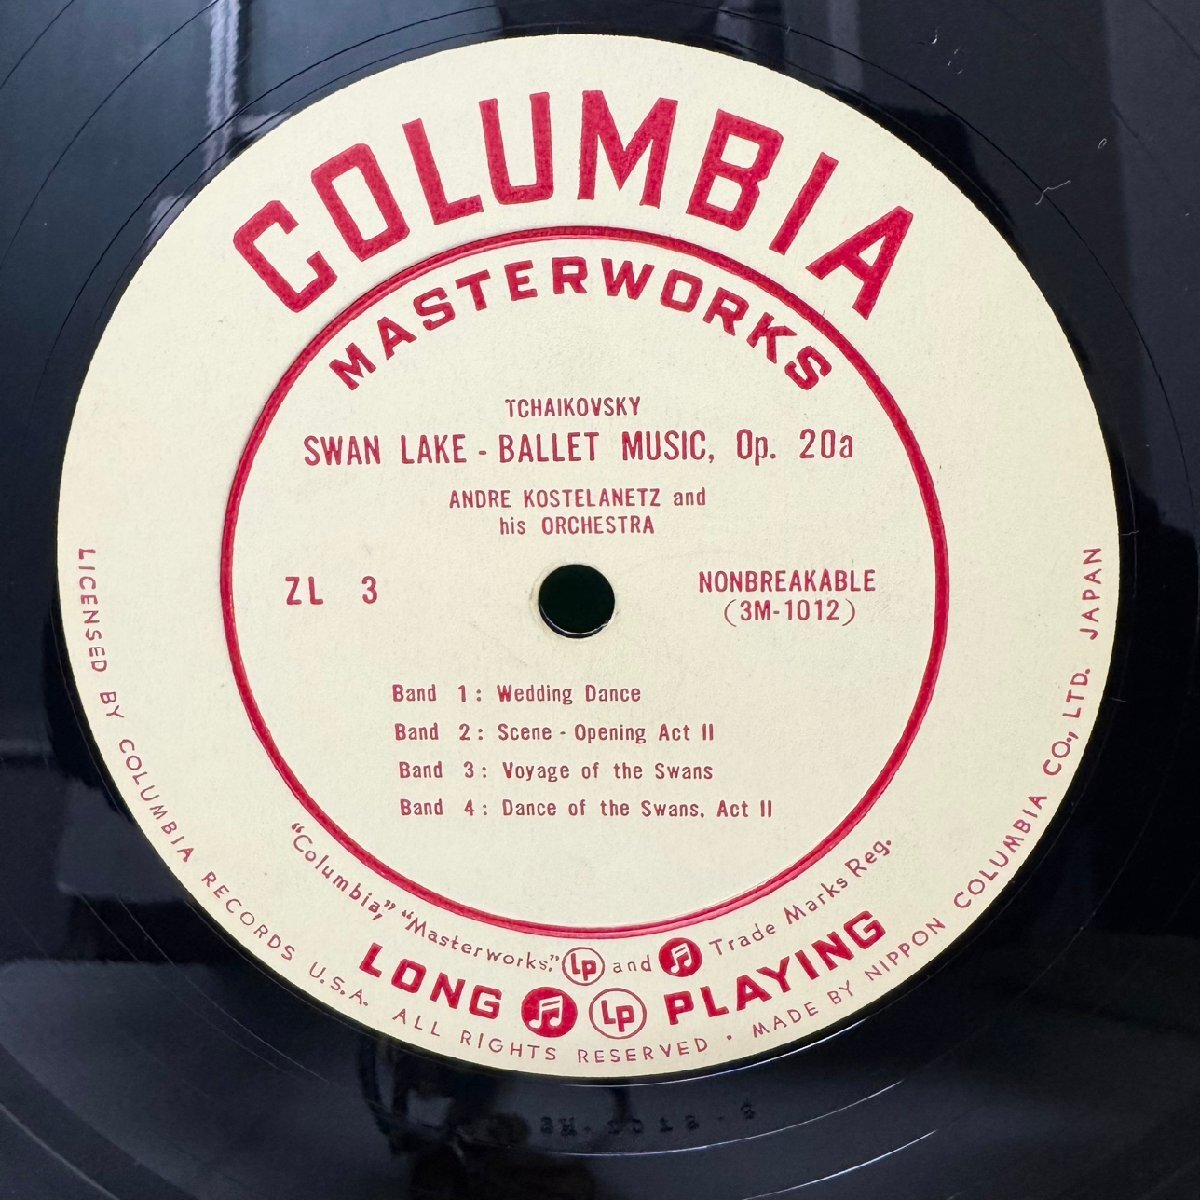 COLUMBIA
MASTERWORKS
TCHAIKOVSKY
SWAN LAKE - BALLET MUSIC, Op. 20a
ANDRE KOSTELANETZ and
his ORCHESTRA
ZL 3
NONBREAKABLE
(3M-1012)
Band 1: Wedding Dance
Band 2: Scene - Opening Act II
Band 3: Voyage of the Swans
Band 4: Dance of the Swans, Act II
"Columbia," "Masterworks," LP and Trade Marks Reg.
LONG LP PLAYING
LICENSED BY COLUMBIA RECORDS U.S.A. ALL RIGHTS RESERVED · MADE BY NIPPON COLUMBIA CO., LTD. JAPAN